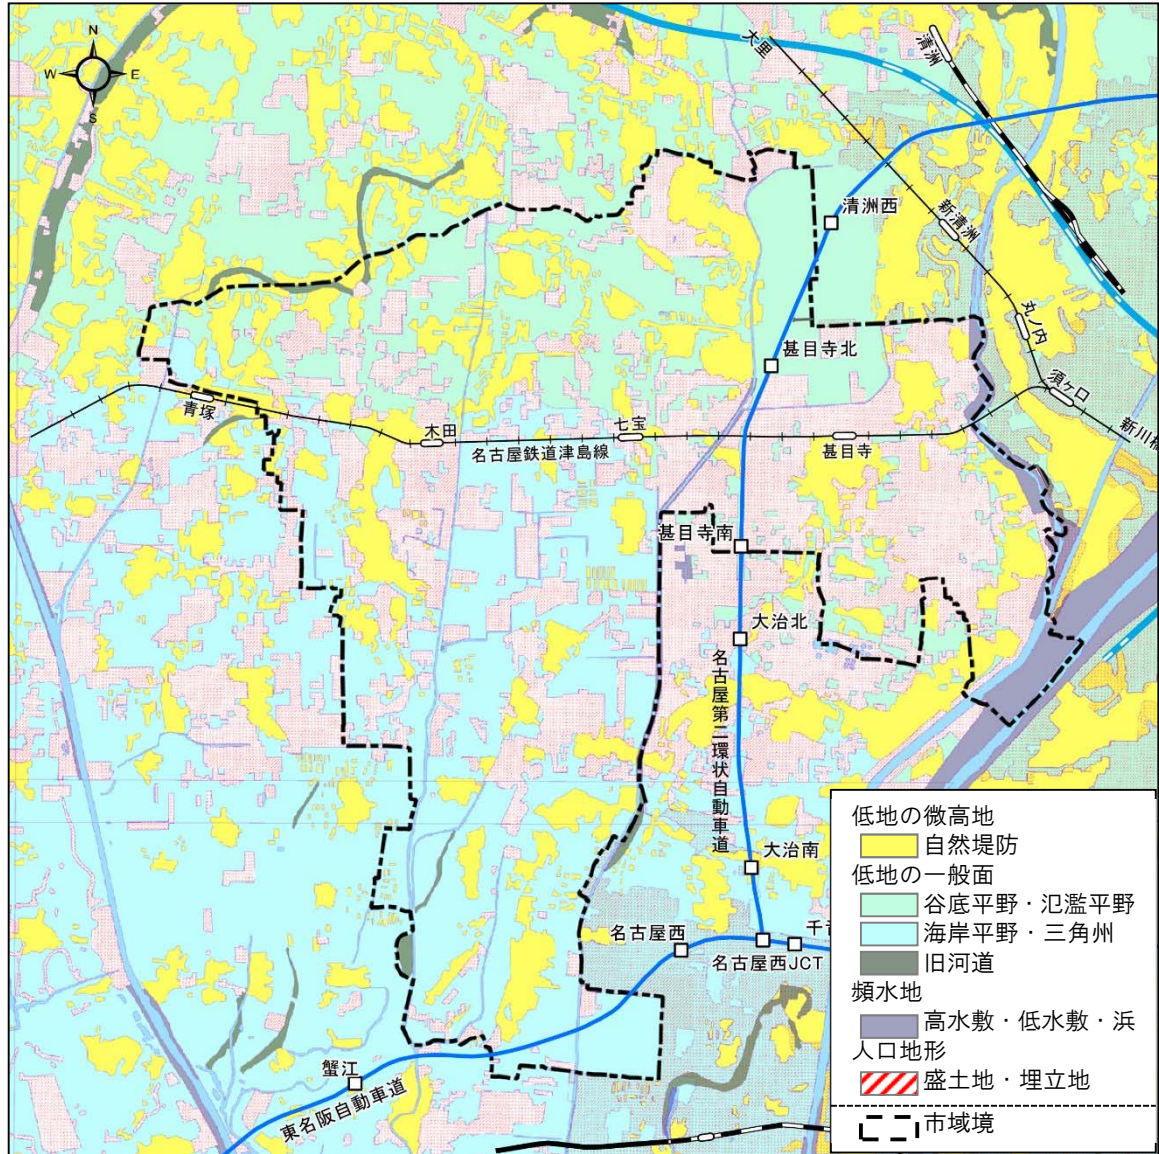 N
W
E
S
大里
清洲
清洲西
新清洲
丸ノ内
須ケ口
甚目寺北
青塚
木田
七宝
名古屋鉄道津島線
甚目寺
甚目寺南
大治北
名古屋第二環状自動車道
大治南
名古屋西
名古屋西JCT
蟹江
東名阪自動車道
低地の微高地
自然堤防
低地の一般面
谷底平野・氾濫平野
海岸平野・三角州
旧河道
頻水地
高水敷・低水敷・浜
人口地形
盛土地・埋立地
市域境